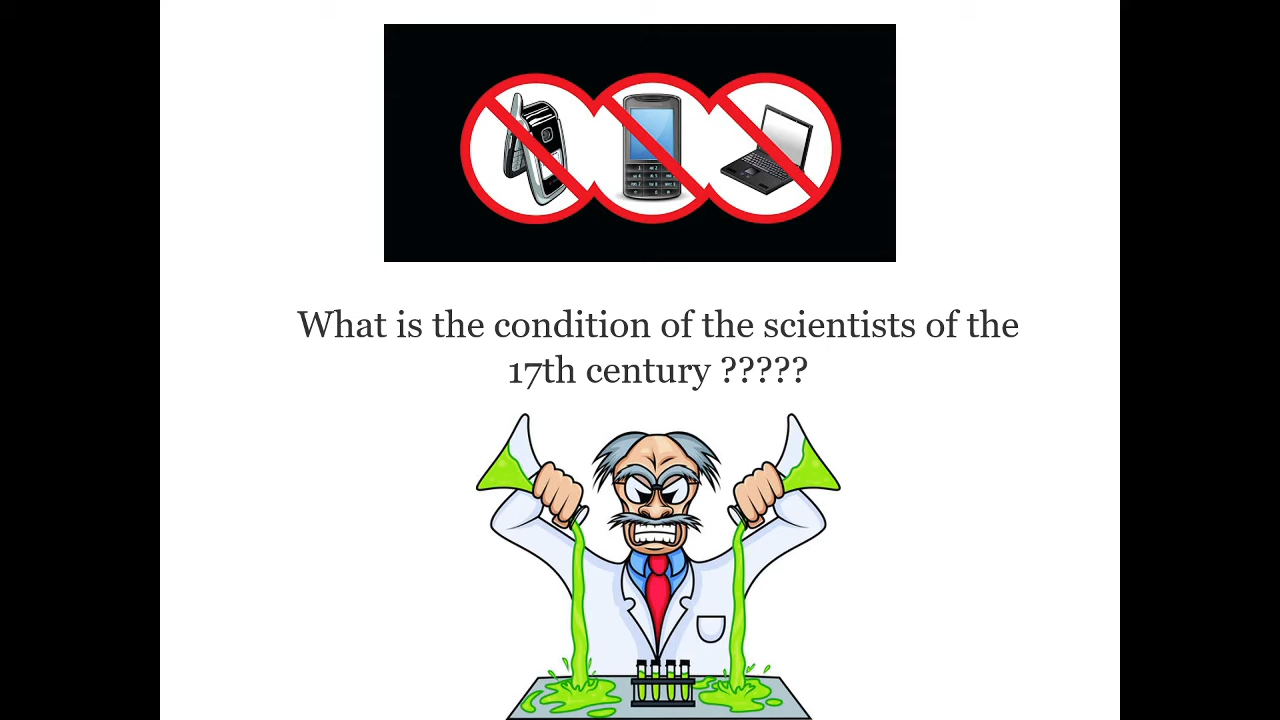 What is the condition of the scientists of the
17th century ?????